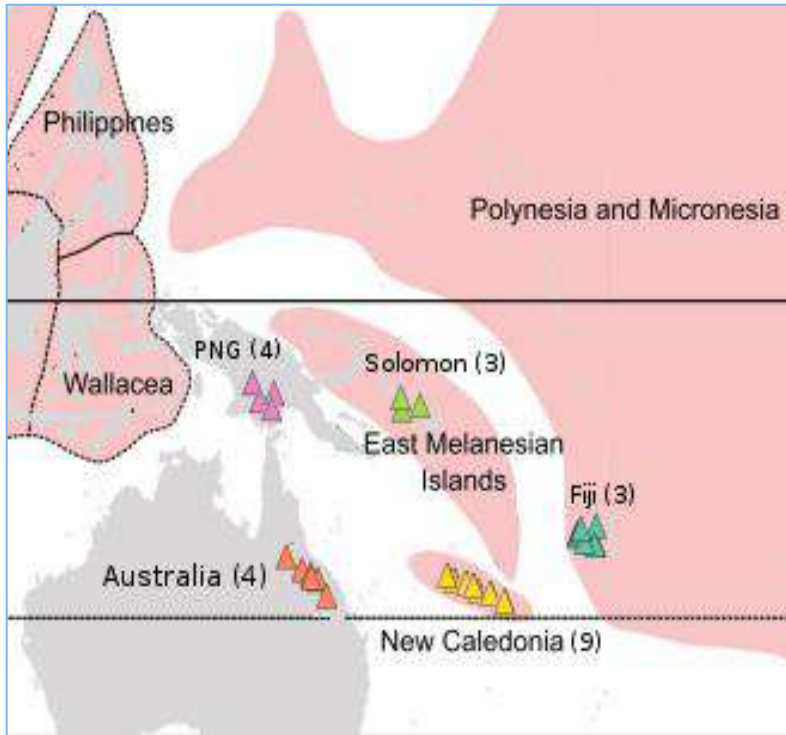 Philippines
Polynesia and Micronesia
PNG (4)
Solomon (3)
Wallacea
East Melanesian
Islands
Fiji (3)
Australia (4)
New Caledonia (9)